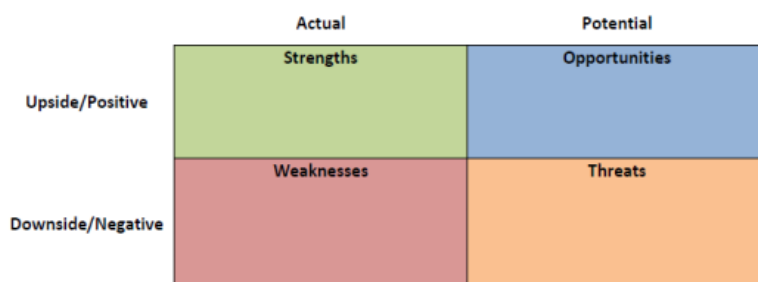 Actual Potential
Strengths Opportunities
Upside/Positive
Weaknesses Threats
Downside/Negative